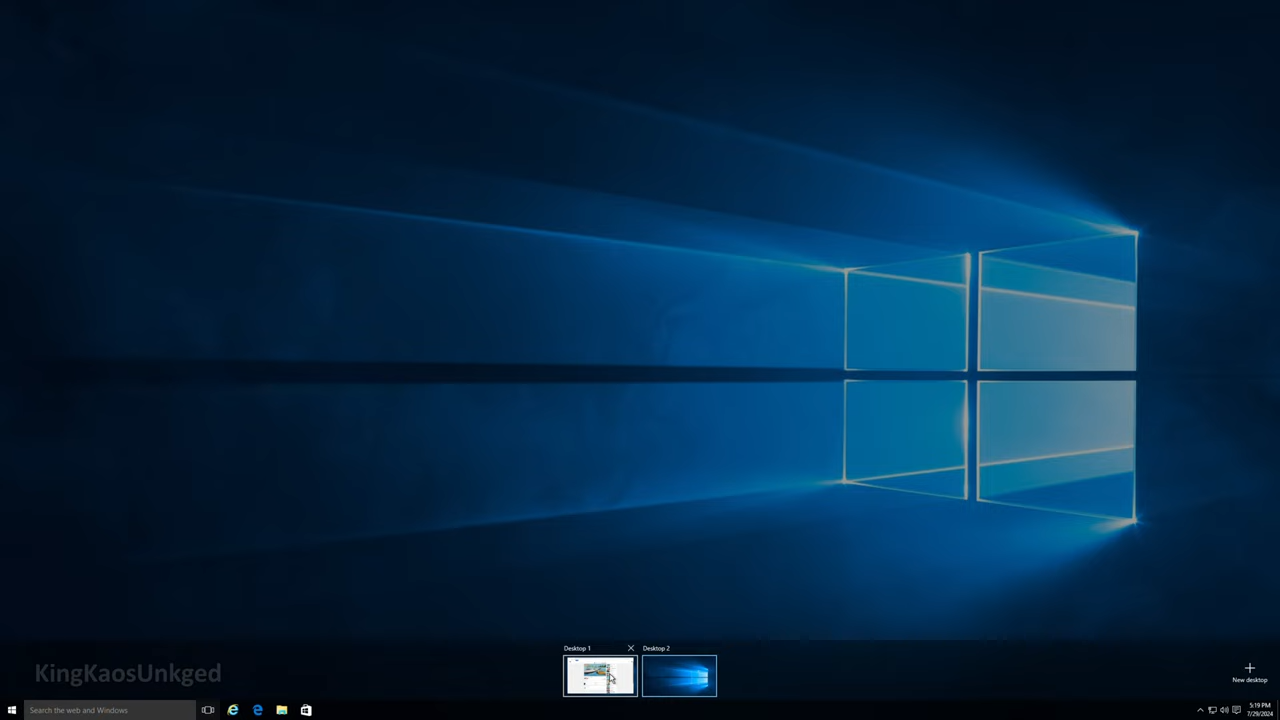 Desktop 1
Desktop 2
KingKaosUnkged
New desktop
Search the web and Windows
5:19 PM
7/29/2024